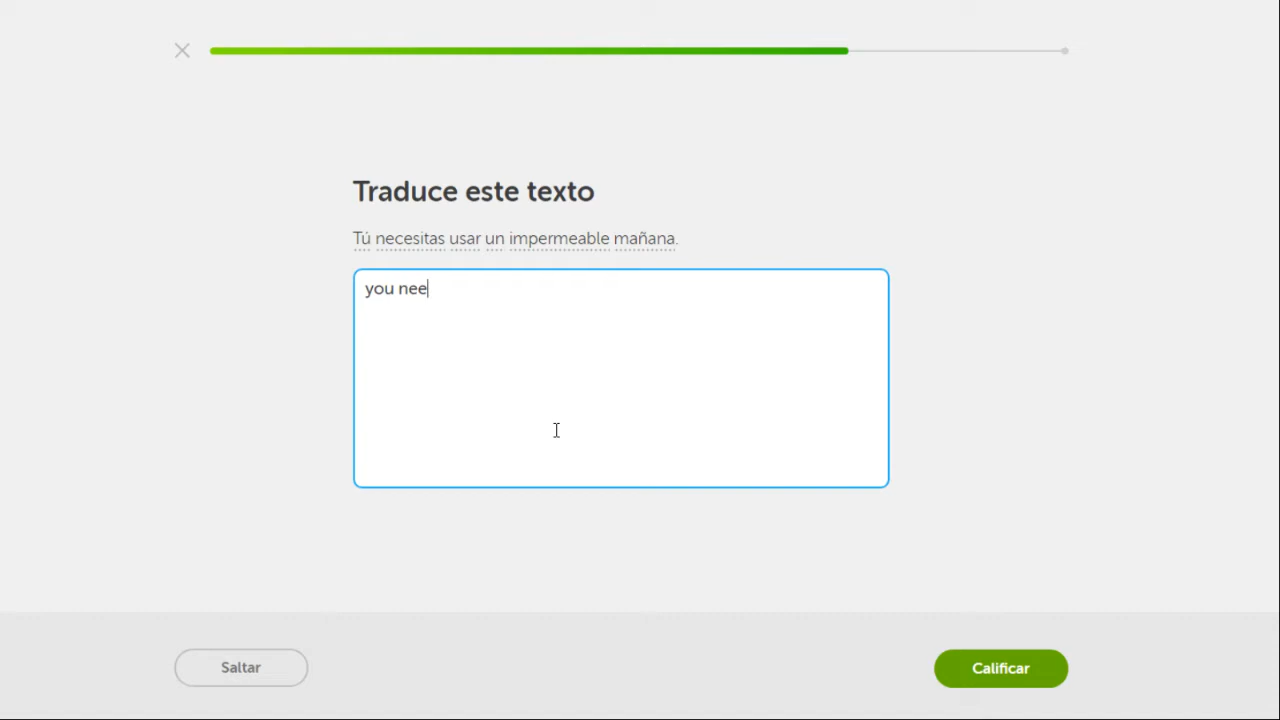 Traduce este texto
Tú necesitas usar un impermeable mañana.
you nee
Saltar
Calificar